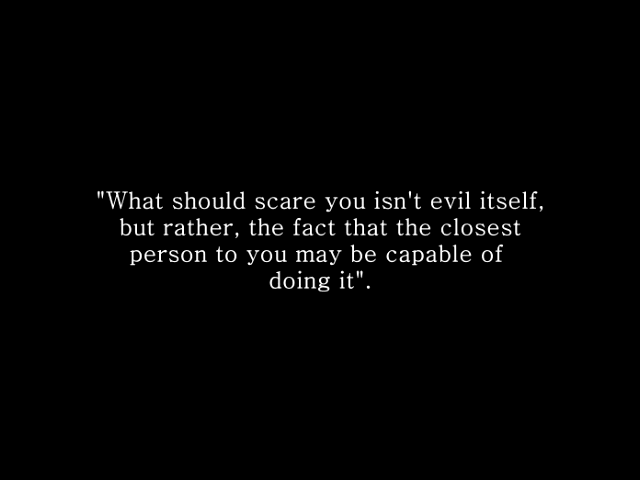 "What should scare you isn't evil itself,
but rather, the fact that the closest
person to you may be capable of
doing it".